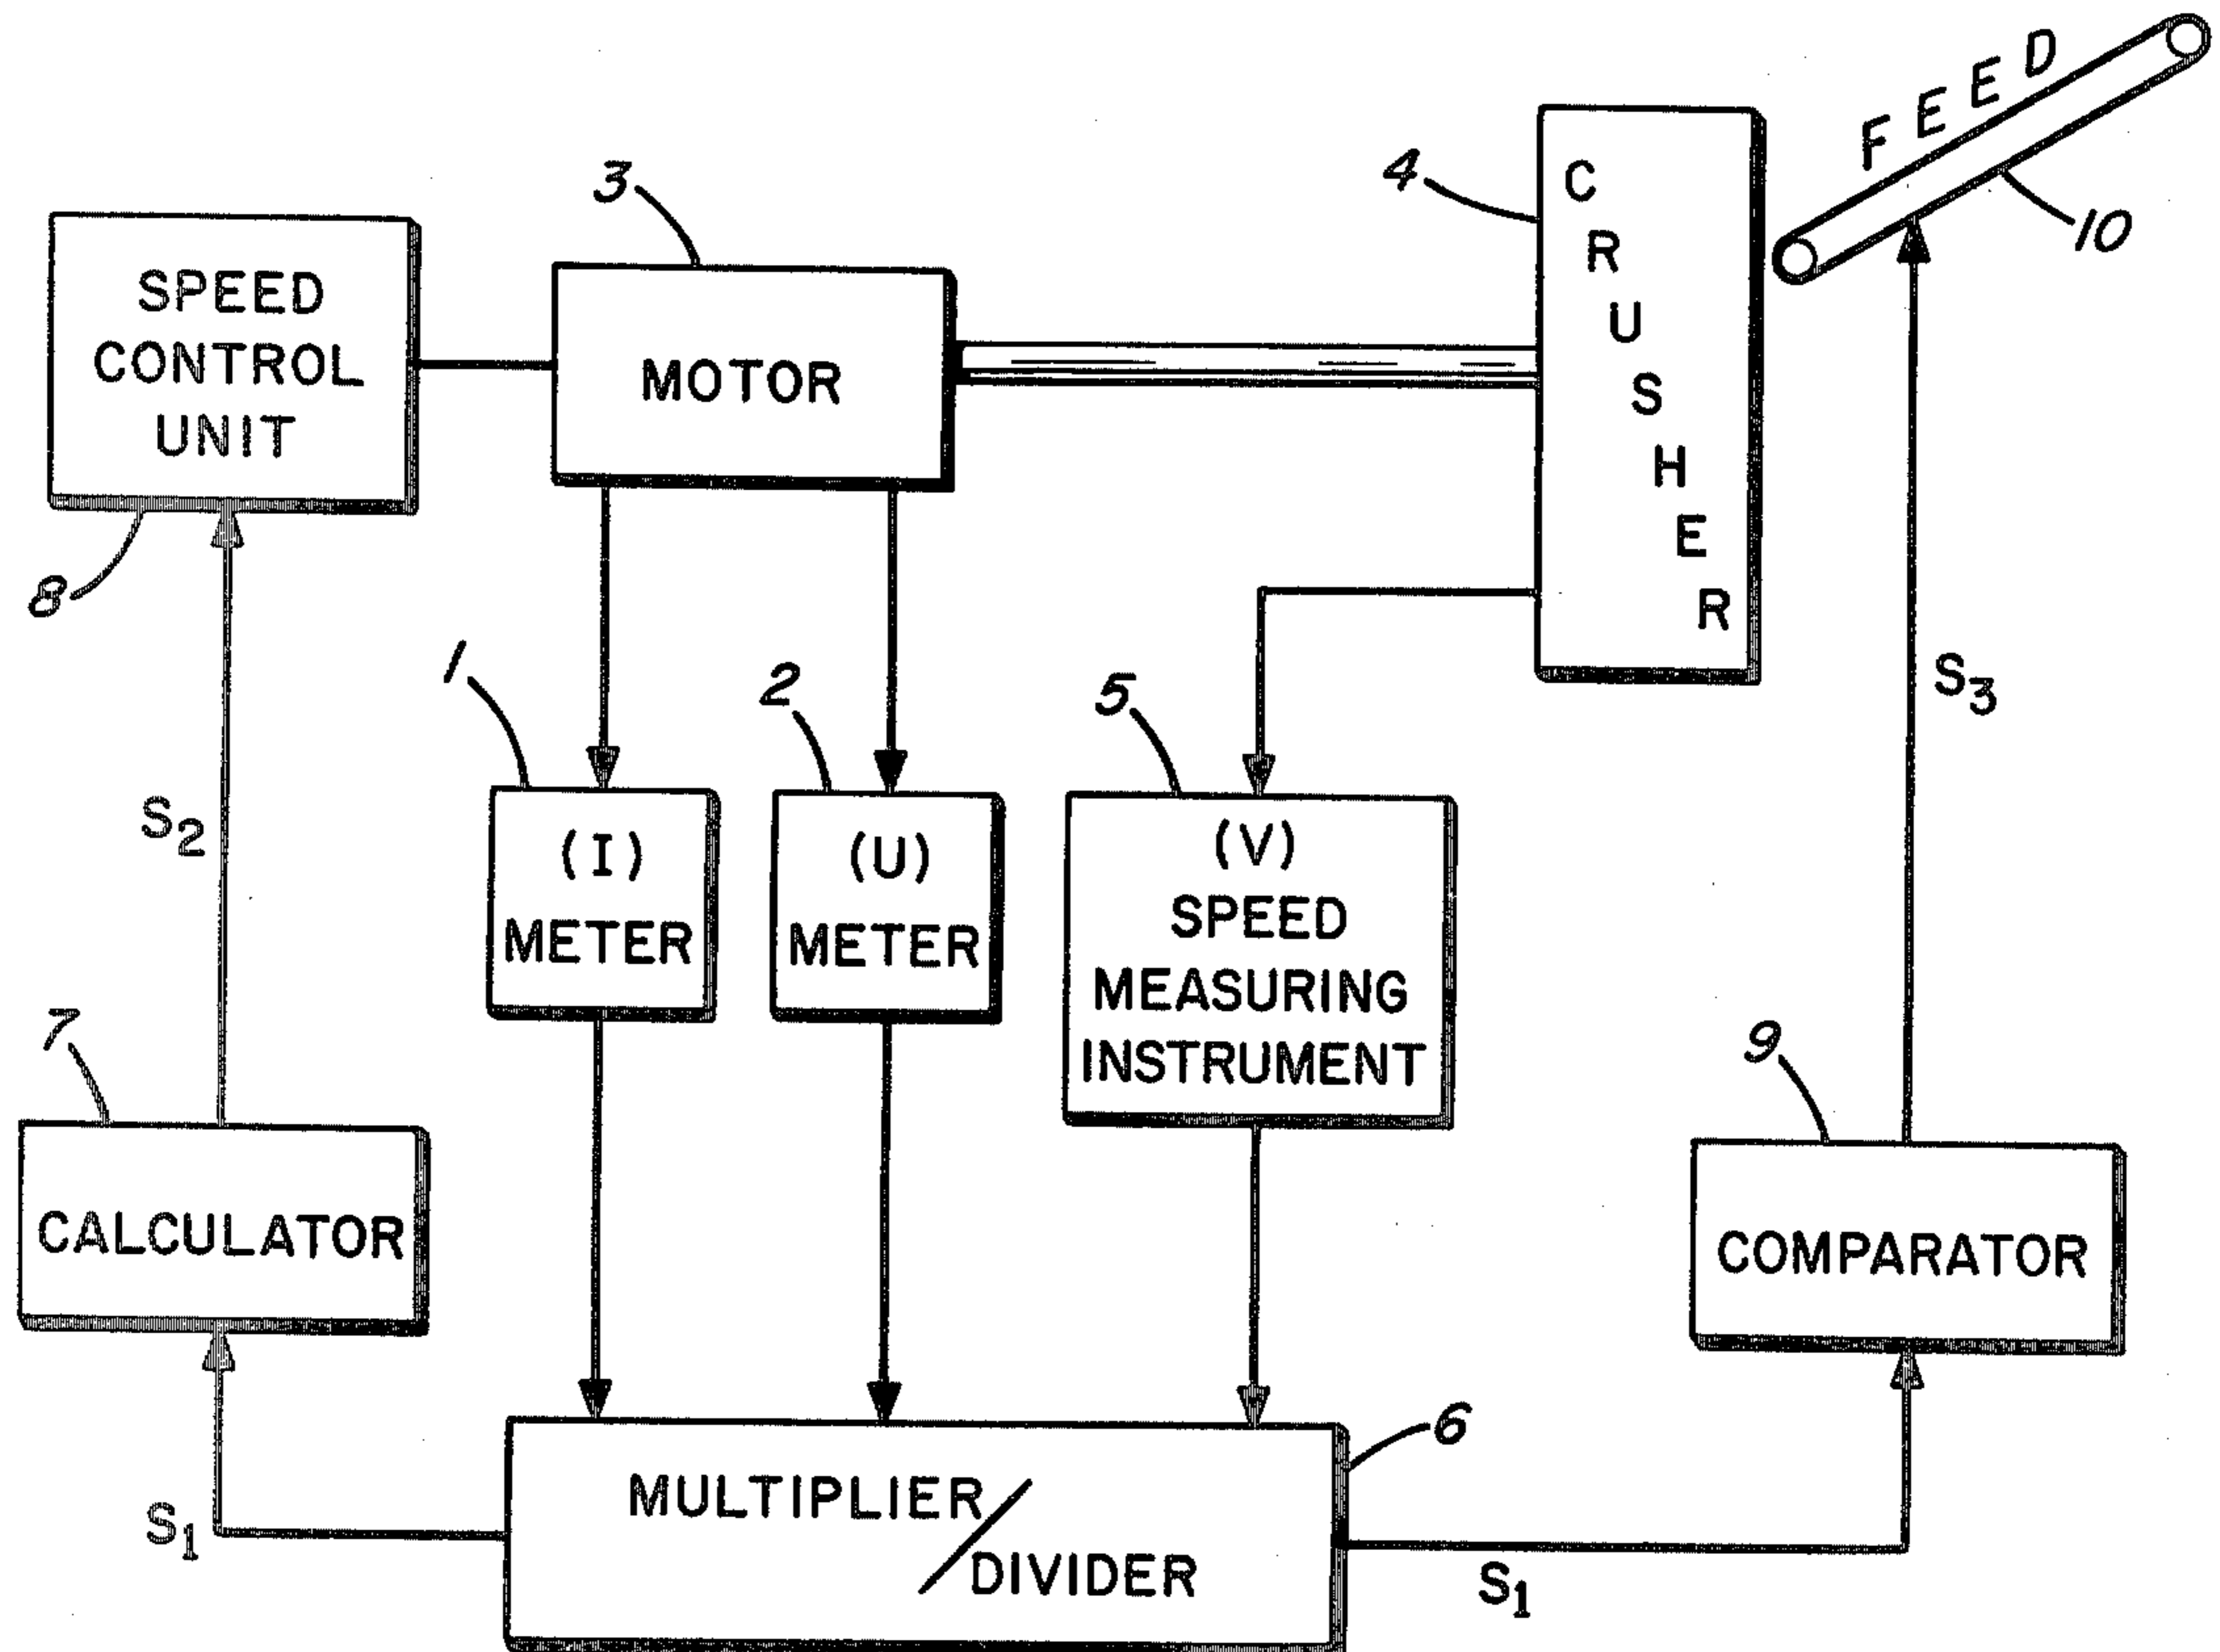 FEED
10
3
4
CRUSHER
SPEED
CONTROL
UNIT
MOTOR
8
1
2
5
S3
S2
(I)
METER
(U)
METER
(V)
SPEED
MEASURING
INSTRUMENT
7
9
CALCULATOR
COMPARATOR
6
MULTIPLIER/
DIVIDER
S1
S1